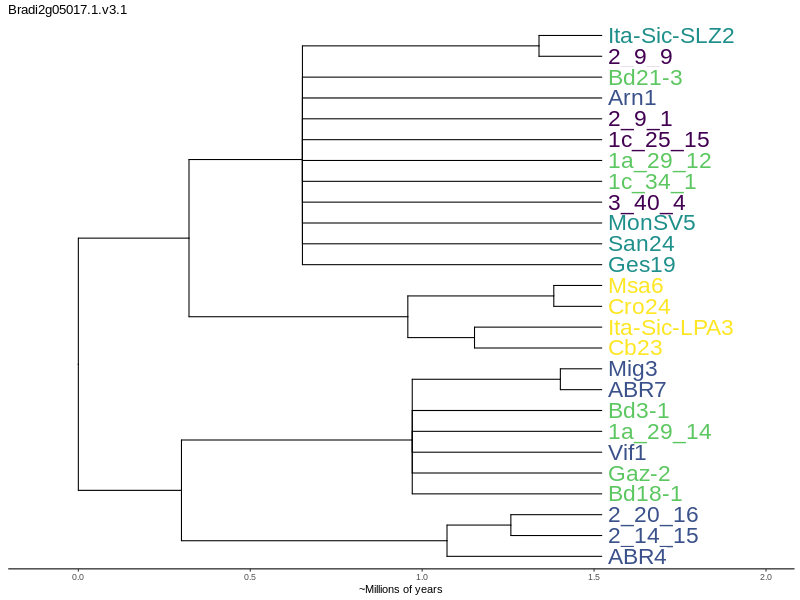 Bradi2g05017.1.v3.1
Ita-Sic-SLZ2
2_9_9
Bd21-3
Arn1
2_9_1
1c_25_15
1a_29_12
1c_34_1
3_40_4
MonSV5
San24
Ges19
Msa6
Cro24
Ita-Sic-LPA3
Cb23
Mig3
ABR7
Bd3-1
1a_29_14
Vif1
Gaz-2
Bd18-1
2_20_16
2_14_15
ABR4
0.0 0.5 1.0 1.5 2.0
~Millions of years